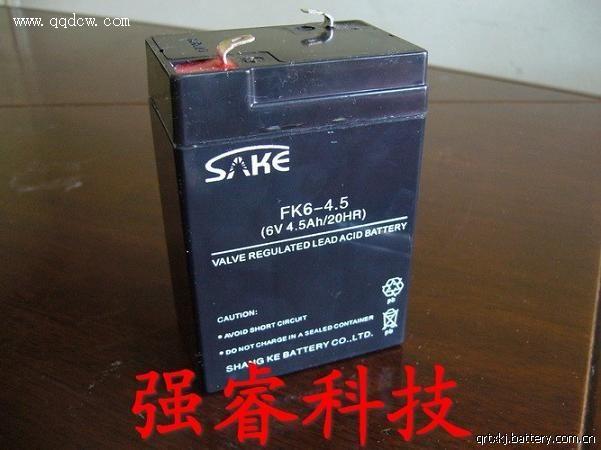 www.qqdcw.com
SAKE
FK6-4.5
(6V 4.5Ah/20HR)
VALVE REGULATED LEAD ACID BATTERY
CAUTION:
• AVOID SHORT CIRCUIT
• DO NOT CHARGE IN A SEALED CONTAINER
SHANG KE BATTERY CO.,LTD.
Pb
Pb
强睿科技
qrtxkj.battery.com.cn